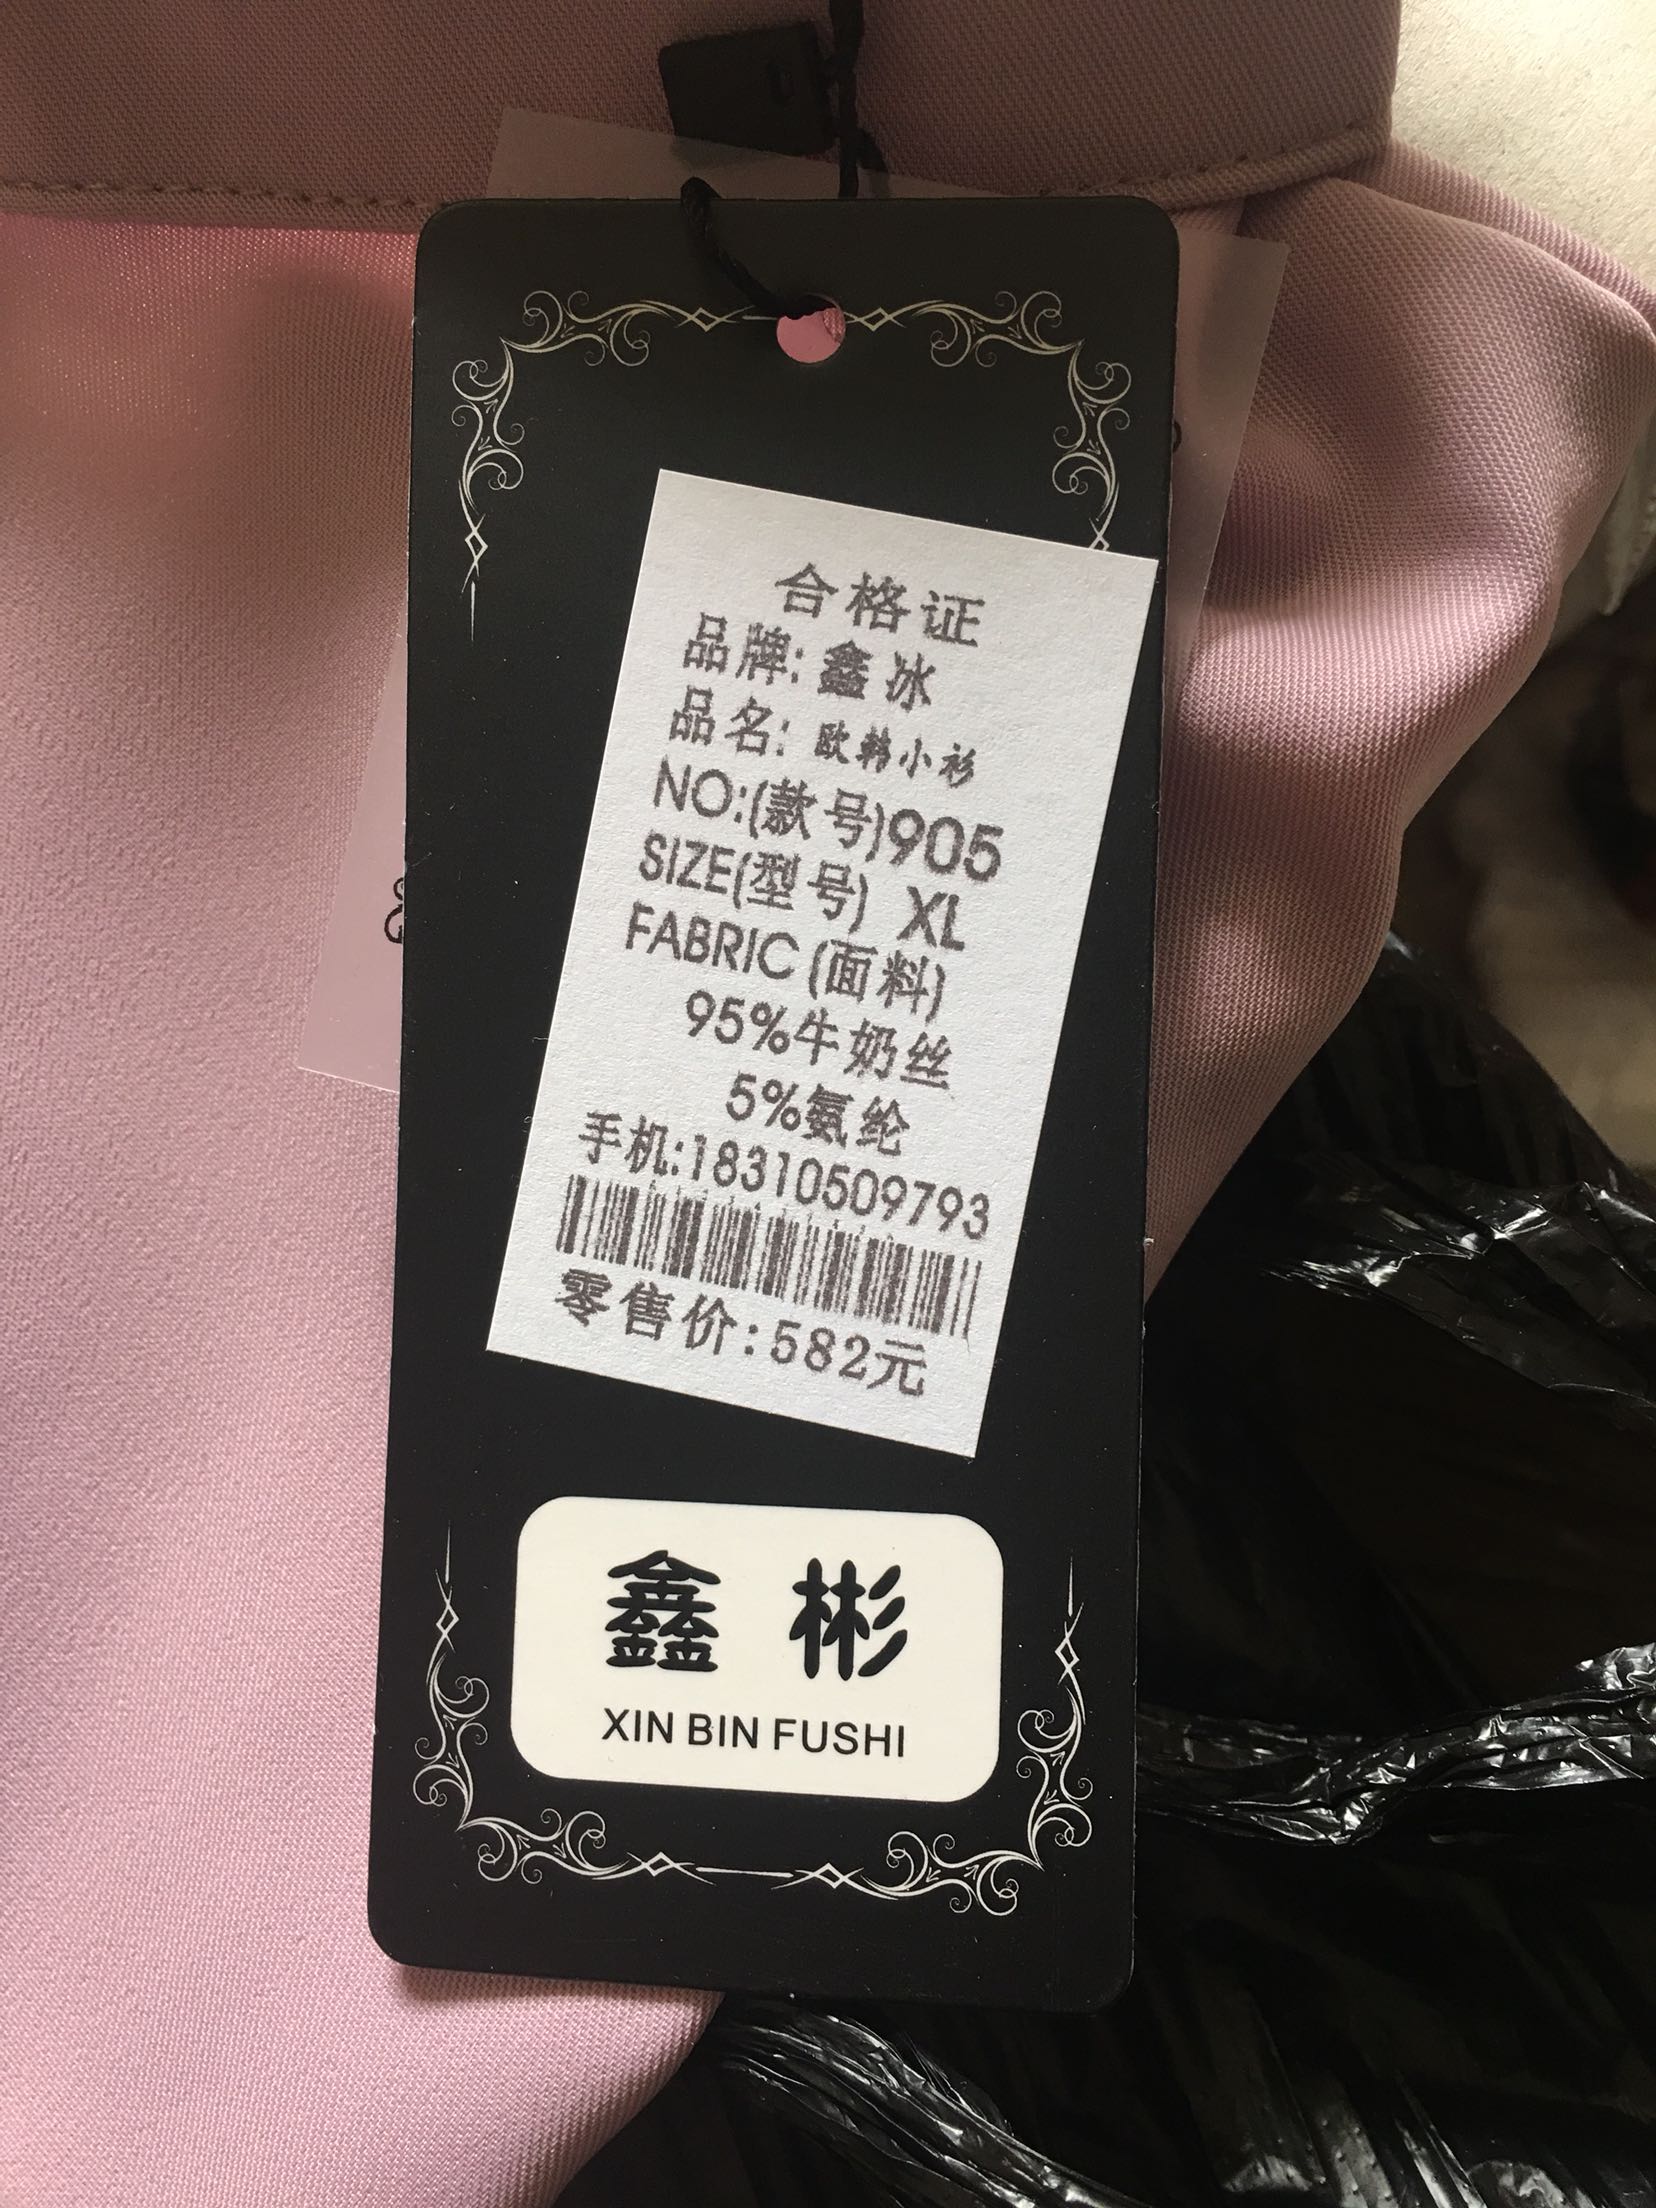 合格证
品牌: 鑫冰
品名: 欧韩小衫
NO:(款号)905
SIZE(型号) XL
FABRIC (面料)
95%牛奶丝
5%氨纶
手机:18310509793
零售价:582元
鑫 彬
XIN BIN FUSHI